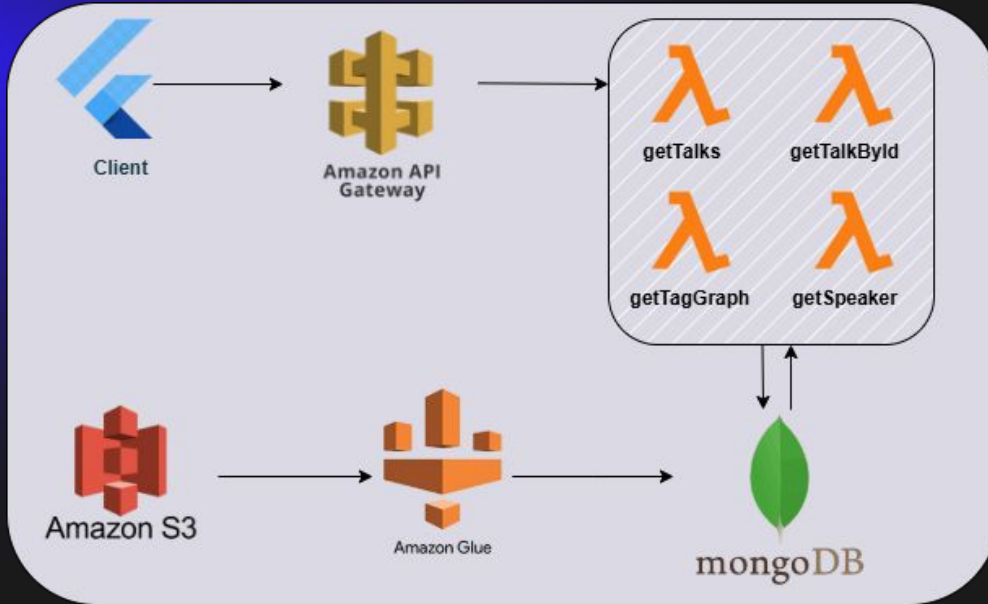 Client
Amazon API
Gateway
getTalks
getTalkById
getTagGraph
getSpeaker
Amazon S3
Amazon Glue
mongoDB